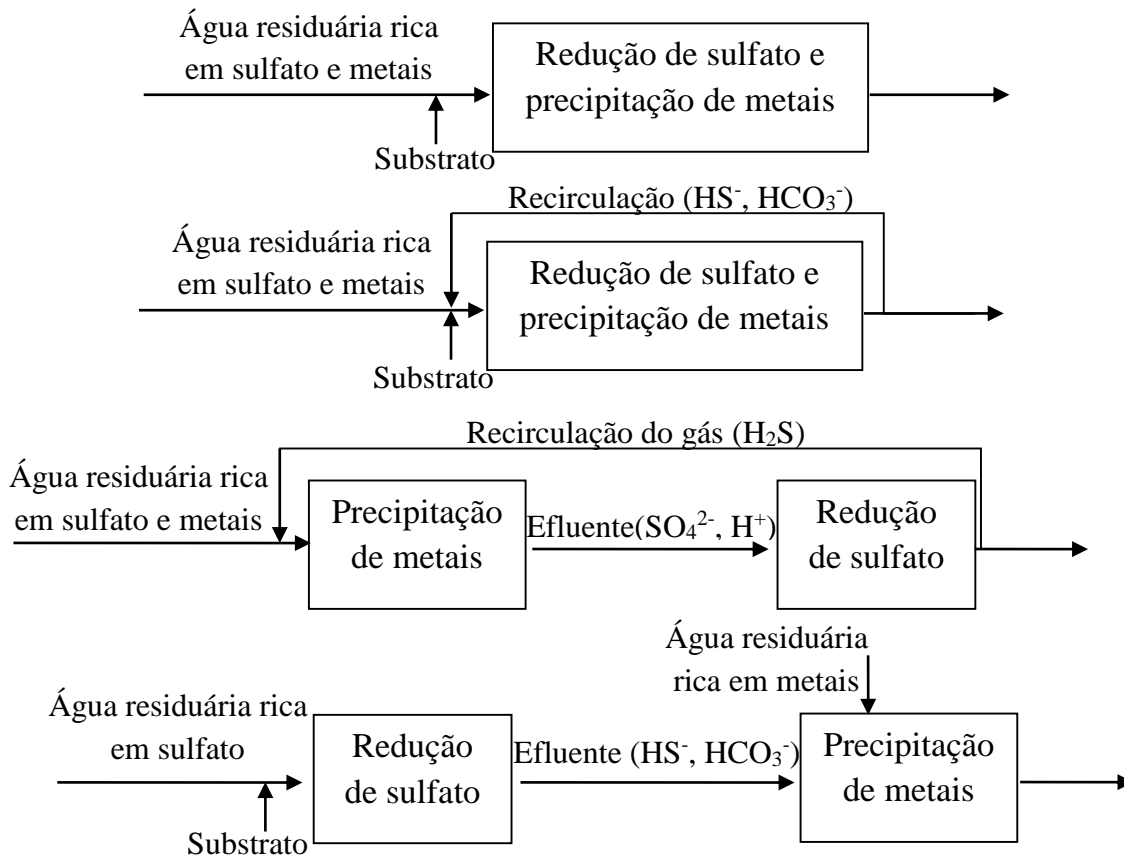 Água residuária rica
em sulfato e metais
Redução de sulfato e
precipitação de metais
Substrato
Recirculação (HS⁻, HCO₃⁻)
Água residuária rica
em sulfato e metais
Redução de sulfato e
precipitação de metais
Substrato
Recirculação do gás (H₂S)
Água residuária rica
em sulfato e metais
Precipitação
de metais
Efluente(SO₄²⁻, H⁺)
Redução
de sulfato
Água residuária
rica em metais
Água residuária rica
em sulfato
Redução
de sulfato
Efluente (HS⁻, HCO₃⁻)
Precipitação
de metais
Substrato